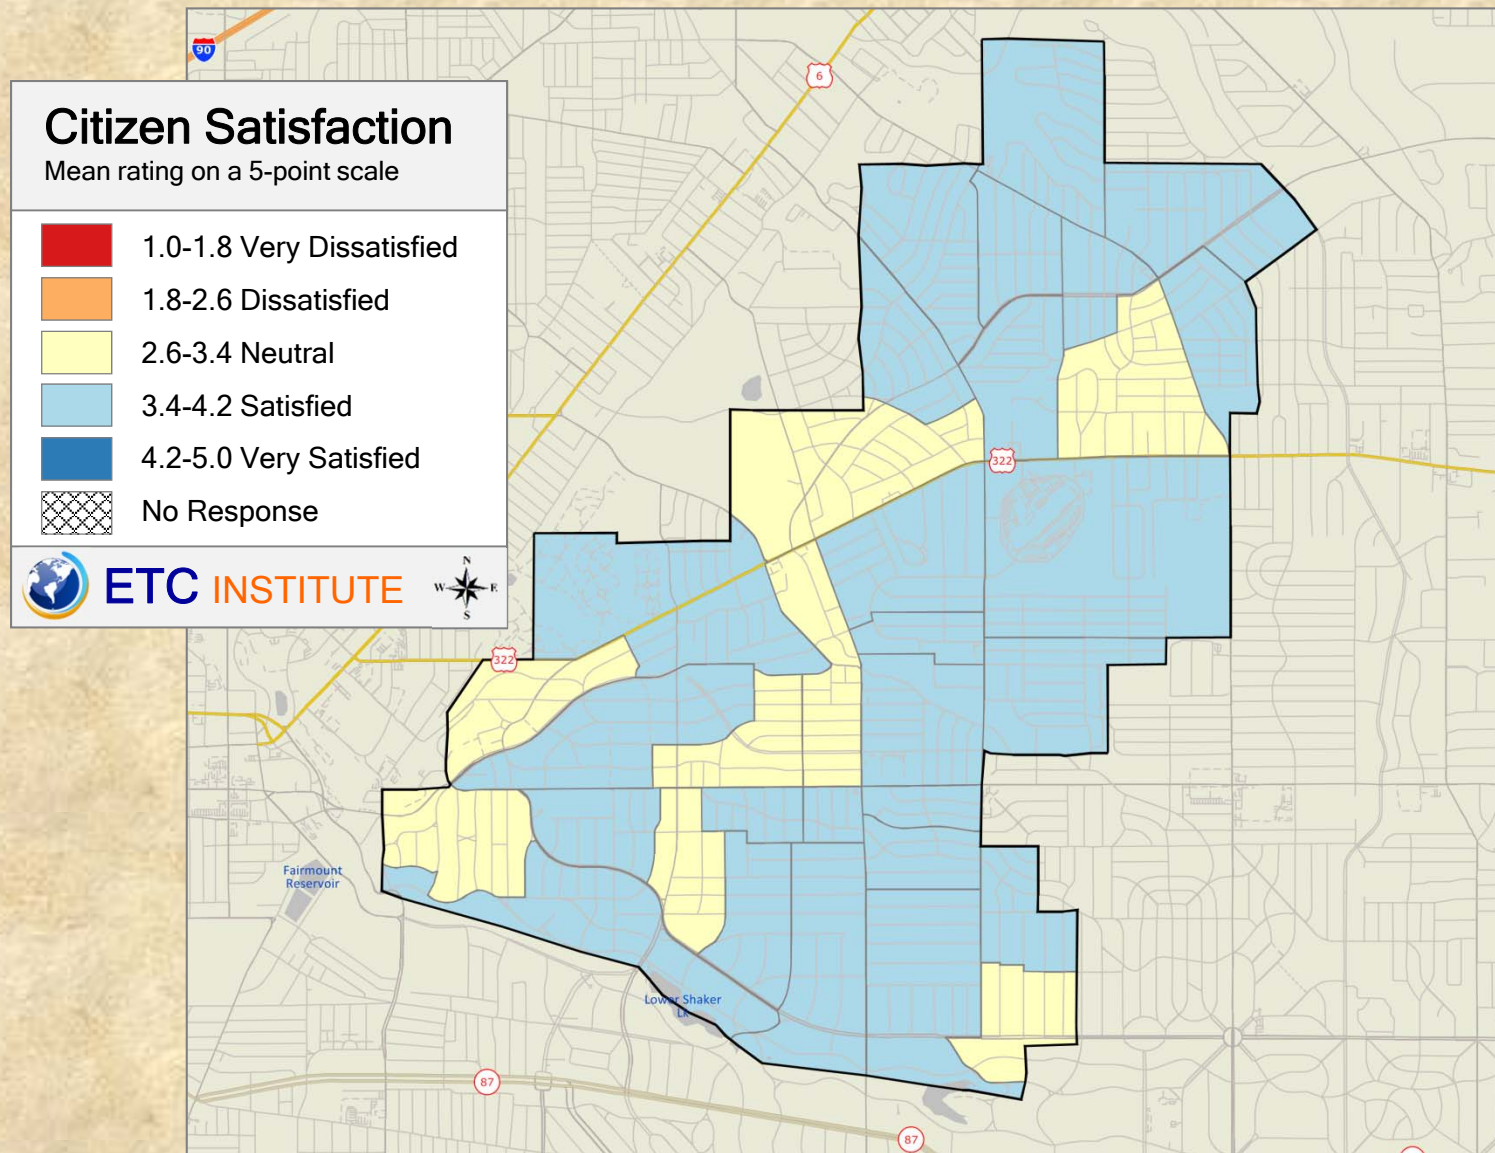 90
6
Citizen Satisfaction
Mean rating on a 5-point scale
1.0-1.8 Very Dissatisfied
1.8-2.6 Dissatisfied
2.6-3.4 Neutral
3.4-4.2 Satisfied
4.2-5.0 Very Satisfied
No Response
ETC INSTITUTE
N
W E
S
322
322
Fairmount
Reservoir
Lower Shaker
Lk
87
87